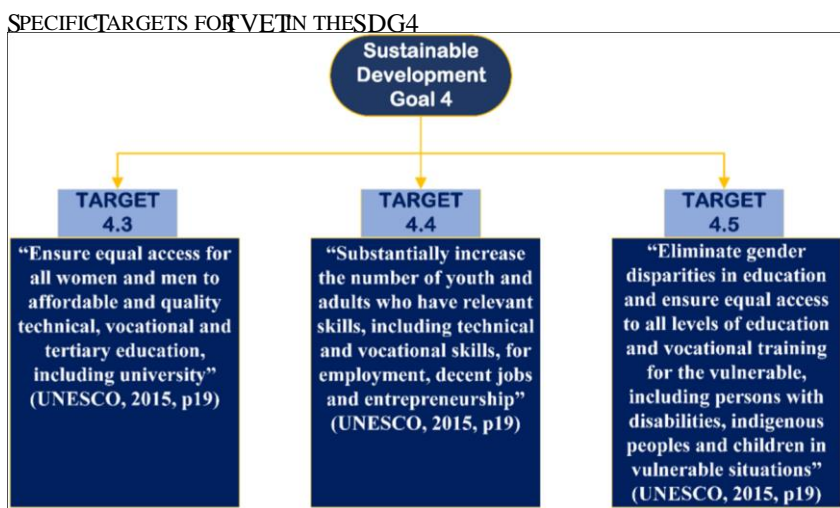 SPECIFIC TARGETS FOR TVET IN THE SDG4
Sustainable
Development
Goal 4
TARGET
4.3
“Ensure equal access for
all women and men to
affordable and quality
technical, vocational and
tertiary education,
including university”
(UNESCO, 2015, p19)
TARGET
4.4
“Substantially increase
the number of youth and
adults who have relevant
skills, including technical
and vocational skills, for
employment, decent jobs
and entrepreneurship”
(UNESCO, 2015, p19)
TARGET
4.5
“Eliminate gender
disparities in education
and ensure equal access
to all levels of education
and vocational training
for the vulnerable,
including persons with
disabilities, indigenous
peoples and children in
vulnerable situations”
(UNESCO, 2015, p19)